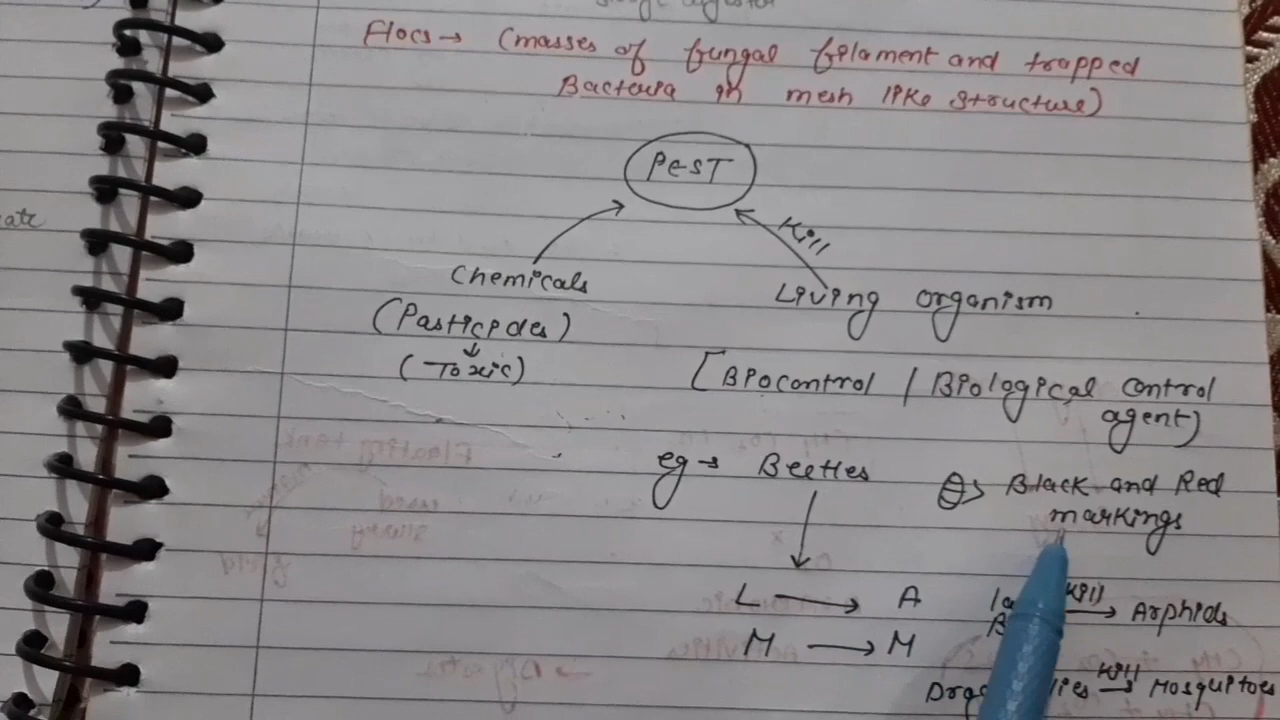 Flocs → (masses of fungal filament and trapped
Bacteria in mesh like structure)
PEST
Kill
Chemicals
Living organism
(Pasticides)
(Toxic)
[Biocontrol / Biological control
agent)
eg → Beetles
Black and Red
markings
L → A
Kill → Arphids
M → M
Kill → Mosquitoes